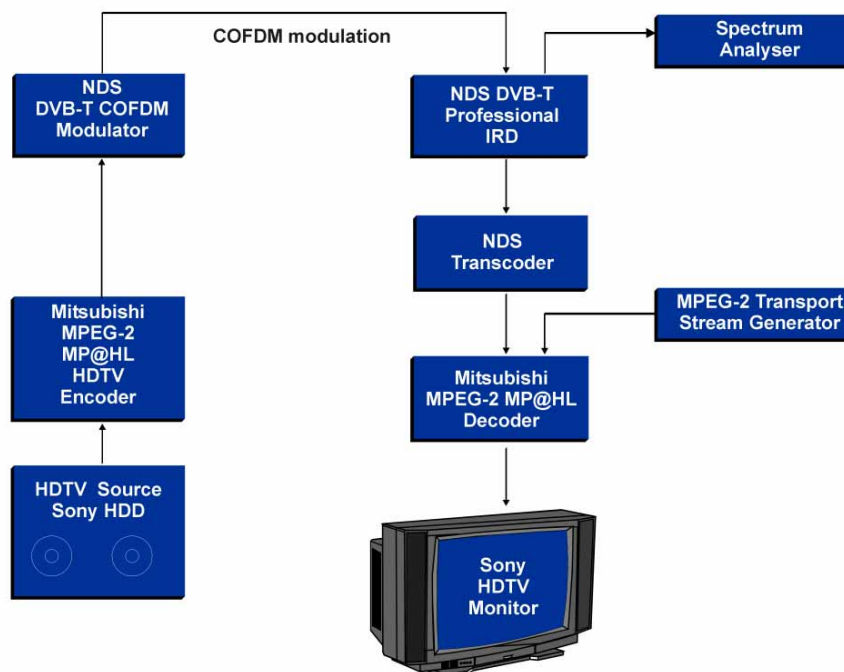 COFDM modulation
Spectrum
Analyser
NDS
DVB-T COFDM
Modulator
NDS DVB-T
Professional
IRD
NDS
Transcoder
Mitsubishi
MPEG-2
MP@HL
HDTV
Encoder
MPEG-2 Transport
Stream Generator
Mitsubishi
MPEG-2 MP@HL
Decoder
HDTV Source
Sony HDD
Sony
HDTV
Monitor